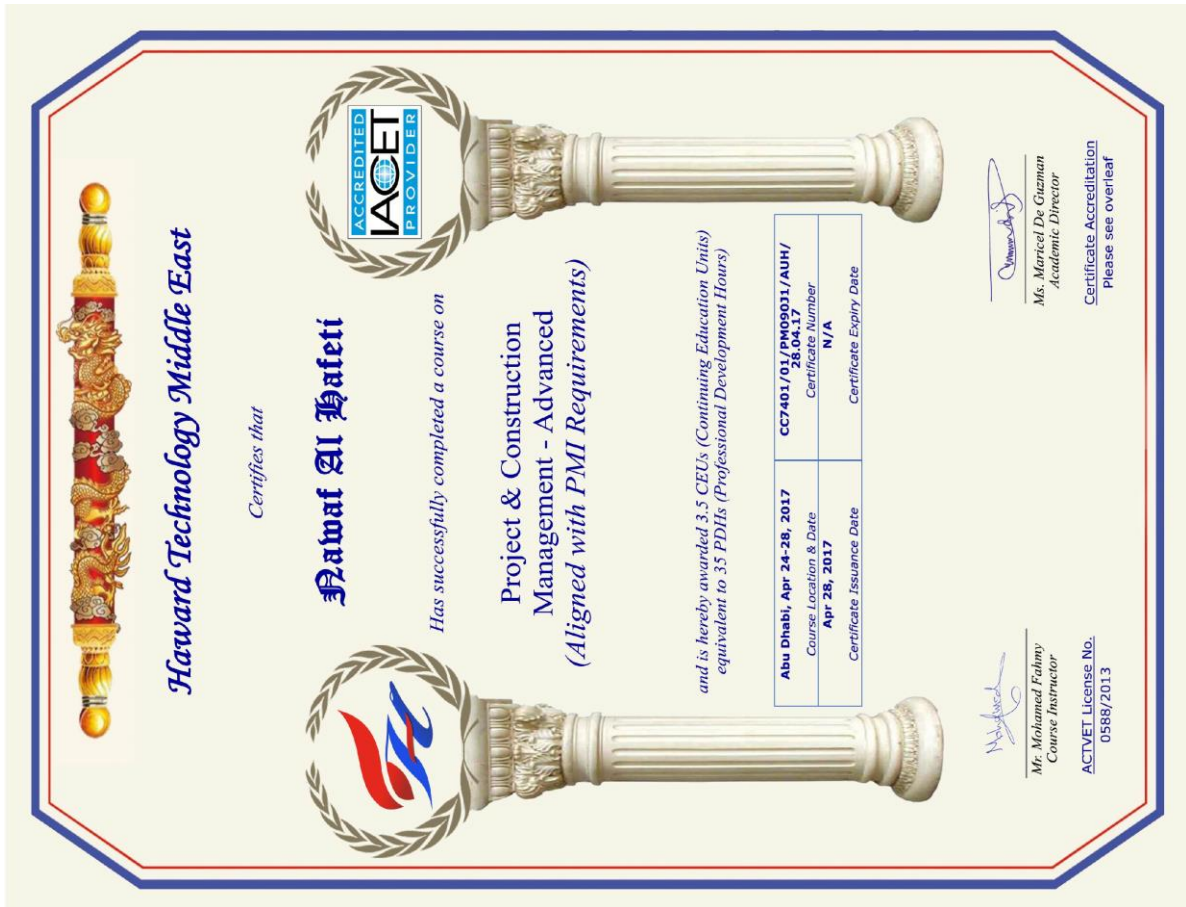 Haward Technology Middle East
Certifies that
Nawaf Al Hafeti
ACCREDITED
IACET
PROVIDER
Has successfully completed a course on
Project & Construction
Management - Advanced
(Aligned with PMI Requirements)
and is hereby awarded 3.5 CEUs (Continuing Education Units)
equivalent to 35 PDHs (Professional Development Hours)
Abu Dhabi, Apr 24-28, 2017
CC7401/01/PM09031/AUH/
28.04.17
Course Location & Date
Certificate Number
Apr 28, 2017
N/A
Certificate Issuance Date
Certificate Expiry Date
Mohamed
Mr. Mohamed Fahmy
Course Instructor
Ms. Maricel De Guzman
Academic Director
ACTVET License No.
0588/2013
Certificate Accreditation
Please see overleaf